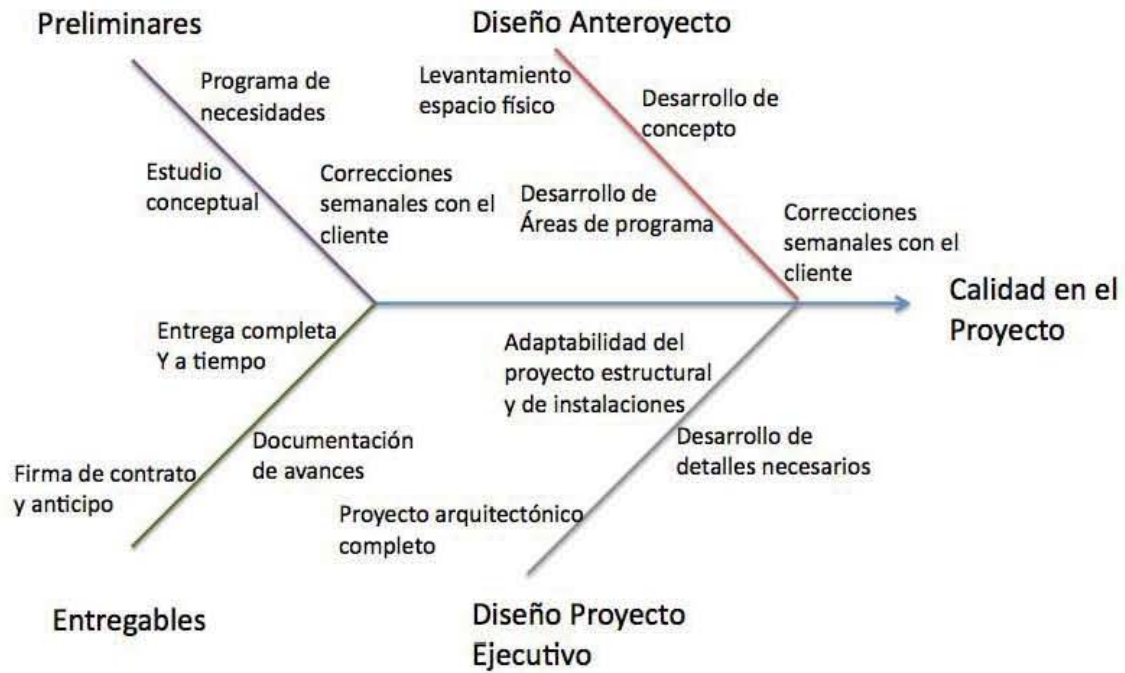 Preliminares
Diseño Anteroyecto
Programa de
necesidades
Levantamiento
espacio físico
Desarrollo de
concepto
Estudio
conceptual
Correcciones
semanales con el
cliente
Desarrollo de
Áreas de programa
Correcciones
semanales con el
cliente
Calidad en el
Proyecto
Entrega completa
Y a tiempo
Adaptabilidad del
proyecto estructural
y de instalaciones
Documentación
de avances
Desarrollo de
detalles necesarios
Firma de contrato
y anticipo
Proyecto arquitectónico
completo
Entregables
Diseño Proyecto
Ejecutivo